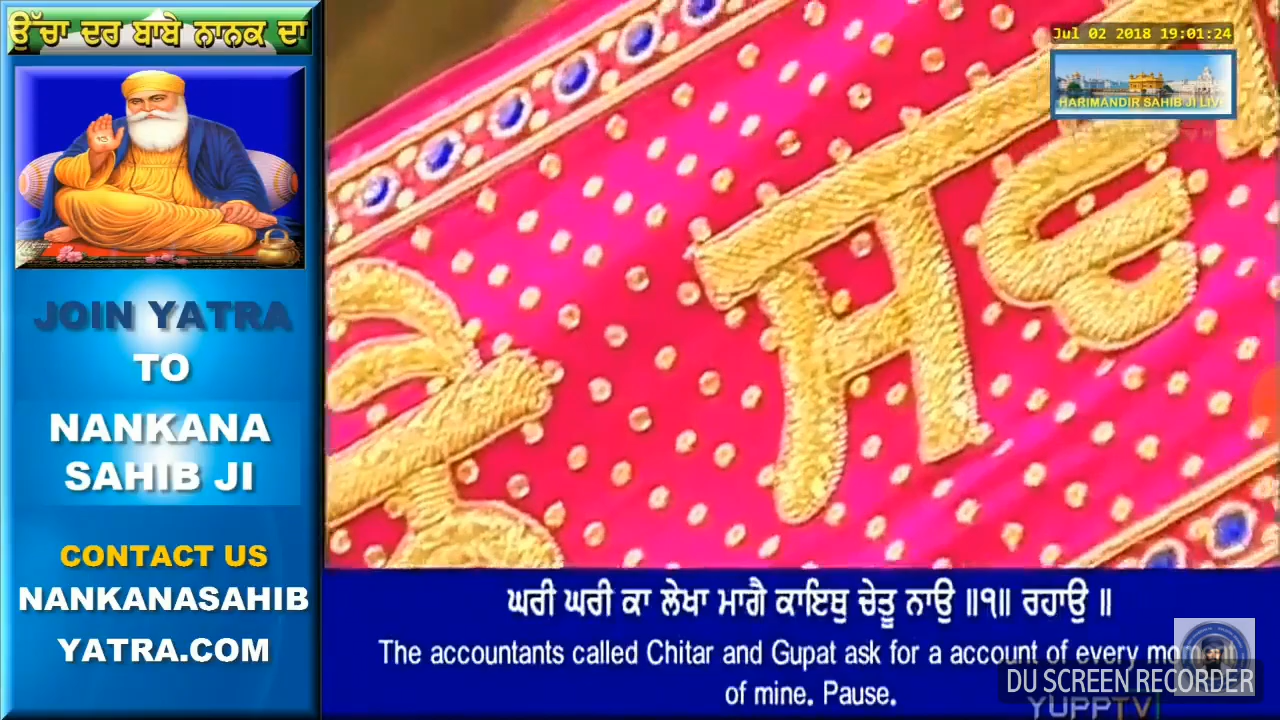 ਉੱਚਾ ਦਰ ਬਾਬੇ ਨਾਨਕ ਦਾ
JOIN YATRA
TO
NANKANA
SAHIB JI
CONTACT US
NANKANASAHIB
YATRA.COM
Jul 02 2018 19:01:24
HARIMANDIR SAHIB JI LIV
ਘਰੀ ਘਰੀ ਕਾ ਲੇਖਾ ਮਾਗੈ ਕਾਇਥੁ ਚੇਤੂ ਨਾਉ ॥੧॥ ਰਹਾਉ ॥
The accountants called Chitar and Gupat ask for a account of every moment
of mine. Pause.
DU SCREEN RECORDER
YUPPTV